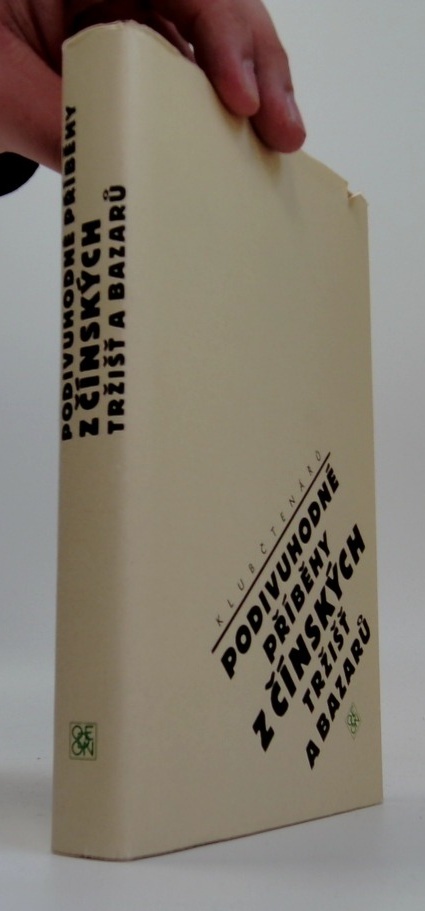 PODIVUHODNÉ PŘÍBĚHY
Z ČÍNSKÝCH
TRŽIŠŤ A BAZARŮ
KLUB ČTENÁŘŮ
PODIVUHODNÉ
PŘÍBĚHY
Z ČÍNSKÝCH
TRŽIŠŤ
A BAZARŮ